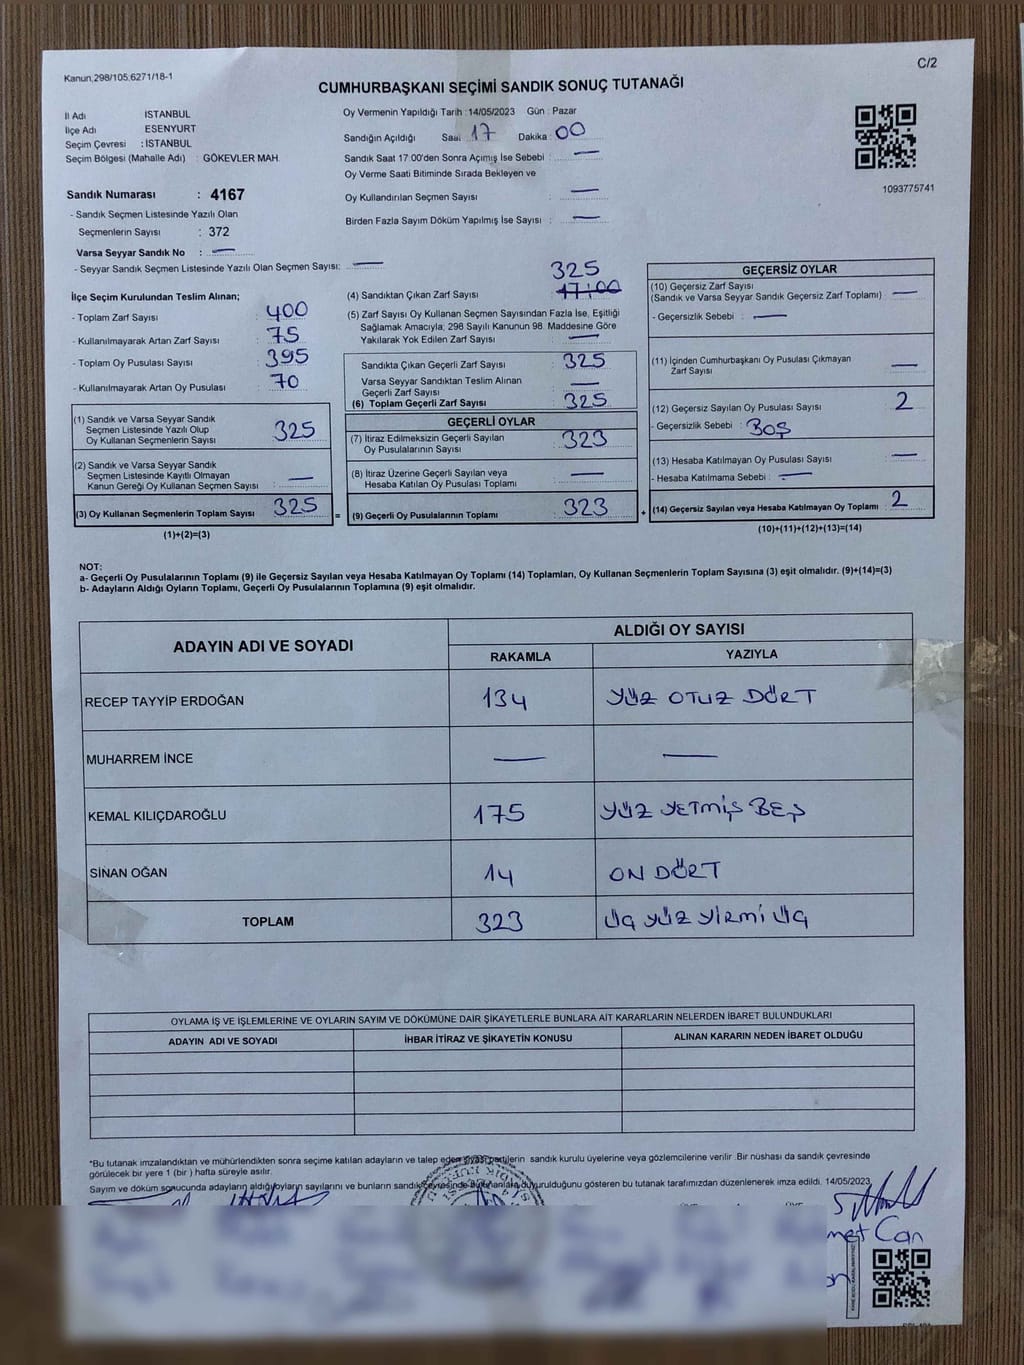 C/2
Kanun,298/105,6271/18-1
CUMHURBAŞKANI SEÇİMİ SANDIK SONUÇ TUTANAĞI
İl Adı İSTANBUL
İlçe Adı ESENYURT
Seçim Çevresi : İSTANBUL
Seçim Bölgesi (Mahalle Adı) : GÖKEVLER MAH.
Oy Vermenin Yapıldığı Tarih : 14/05/2023 Gün : Pazar
Sandığın Açıldığı Saat 17 Dakika : 00
Sandık Saat 17:00'den Sonra Açımış İse Sebebi : —
Oy Verme Saati Bitiminde Sırada Bekleyen ve
Oy Kullandırılan Seçmen Sayısı : —
Birden Fazla Sayım Döküm Yapılmış İse Sayısı : —
1093775741
Sandık Numarası : 4167
- Sandık Seçmen Listesinde Yazılı Olan
Seçmenlerin Sayısı : 372
Varsa Seyyar Sandık No : —
- Seyyar Sandık Seçmen Listesinde Yazılı Olan Seçmen Sayısı: —
İlçe Seçim Kurulundan Teslim Alınan;
- Toplam Zarf Sayısı : 400
- Kullanılmayarak Artan Zarf Sayısı : 75
- Toplam Oy Pusulası Sayısı : 395
- Kullanılmayarak Artan Oy Pusulası : 70
(1) Sandık ve Varsa Seyyar Sandık
Seçmen Listesinde Yazılı Olup
Oy Kullanan Seçmenlerin Sayısı : 325
(2) Sandık ve Varsa Seyyar Sandık
Seçmen Listesinde Kayıtlı Olmayan
Kanun Gereği Oy Kullanan Seçmen Sayısı : —
(3) Oy Kullanan Seçmenlerin Toplam Sayısı 325
(1)+(2)=(3)
325
(4) Sandıktan Çıkan Zarf Sayısı 17:00
(5) Zarf Sayısı Oy Kullanan Seçmen Sayısından Fazla İse, Eşitliği
Sağlamak Amacıyla; 298 Sayılı Kanunun 98. Maddesine Göre
Yakılarak Yok Edilen Zarf Sayısı : —
Sandıkta Çıkan Geçerli Zarf Sayısı : 325
Varsa Seyyar Sandıktan Teslim Alınan
Geçerli Zarf Sayısı : —
(6) Toplam Geçerli Zarf Sayısı : 325
GEÇERLİ OYLAR
(7) İtiraz Edilmeksizin Geçerli Sayılan
Oy Pusulalarının Sayısı : 323
(8) İtiraz Üzerine Geçerli Sayılan veya
Hesaba Katılan Oy Pusulası Toplamı : —
= (9) Geçerli Oy Pusulalarının Toplamı : 323 +
GEÇERSİZ OYLAR
(10) Geçersiz Zarf Sayısı
(Sandık ve Varsa Seyyar Sandık Geçersiz Zarf Toplamı) : —
- Geçersizlik Sebebi : —
(11) İçinden Cumhurbaşkanı Oy Pusulası Çıkmayan
Zarf Sayısı : —
(12) Geçersiz Sayılan Oy Pusulası Sayısı : 2
- Geçersizlik Sebebi : BOŞ
(13) Hesaba Katılmayan Oy Pusulası Sayısı : —
- Hesaba Katılmama Sebebi : —
(14) Geçersiz Sayılan veya Hesaba Katılmayan Oy Toplamı : 2
(10)+(11)+(12)+(13)=(14)
NOT:
a- Geçerli Oy Pusulalarının Toplamı (9) ile Geçersiz Sayılan veya Hesaba Katılmayan Oy Toplamı (14) Toplamları, Oy Kullanan Seçmenlerin Toplam Sayısına (3) eşit olmalıdır. (9)+(14)=(3)
b- Adayların Aldığı Oyların Toplamı, Geçerli Oy Pusulalarının Toplamına (9) eşit olmalıdır.
ADAYIN ADI VE SOYADI ALDIĞI OY SAYISI
RAKAMLA YAZIYLA
RECEP TAYYİP ERDOĞAN 134 YÜZ OTUZ DÖRT
MUHARREM İNCE — —
KEMAL KILIÇDAROĞLU 175 YÜZ YETMİŞ BEŞ
SİNAN OĞAN 14 ON DÖRT
TOPLAM 323 ÜÇ YÜZ YİRMİ ÜÇ
OYLAMA İŞ VE İŞLEMLERİNE VE OYLARIN SAYIM VE DÖKÜMÜNE DAİR ŞİKAYETLERLE BUNLARA AİT KARARLARIN NELERDEN İBARET BULUNDUKLARI
ADAYIN ADI VE SOYADI İHBAR İTİRAZ VE ŞİKAYETİN KONUSU ALINAN KARARIN NEDEN İBARET OLDUĞU
*Bu tutanak imzalandıktan ve mühürlendikten sonra seçime katılan adayların ve talep eden siyasi partilerin sandık kurulu üyelerine veya gözlemcilerine verilir. Bir nüshası da sandık çevresinde
görülecek bir yere 1 (bir ) hafta süreyle asılır.
Sayım ve döküm sonucunda adayların aldığı oyların sayılarını ve bunların sandık çevresinde duyurulduğunu gösteren bu tutanak tarafımızdan düzenlenerek imza edildi. 14/05/2023
Can